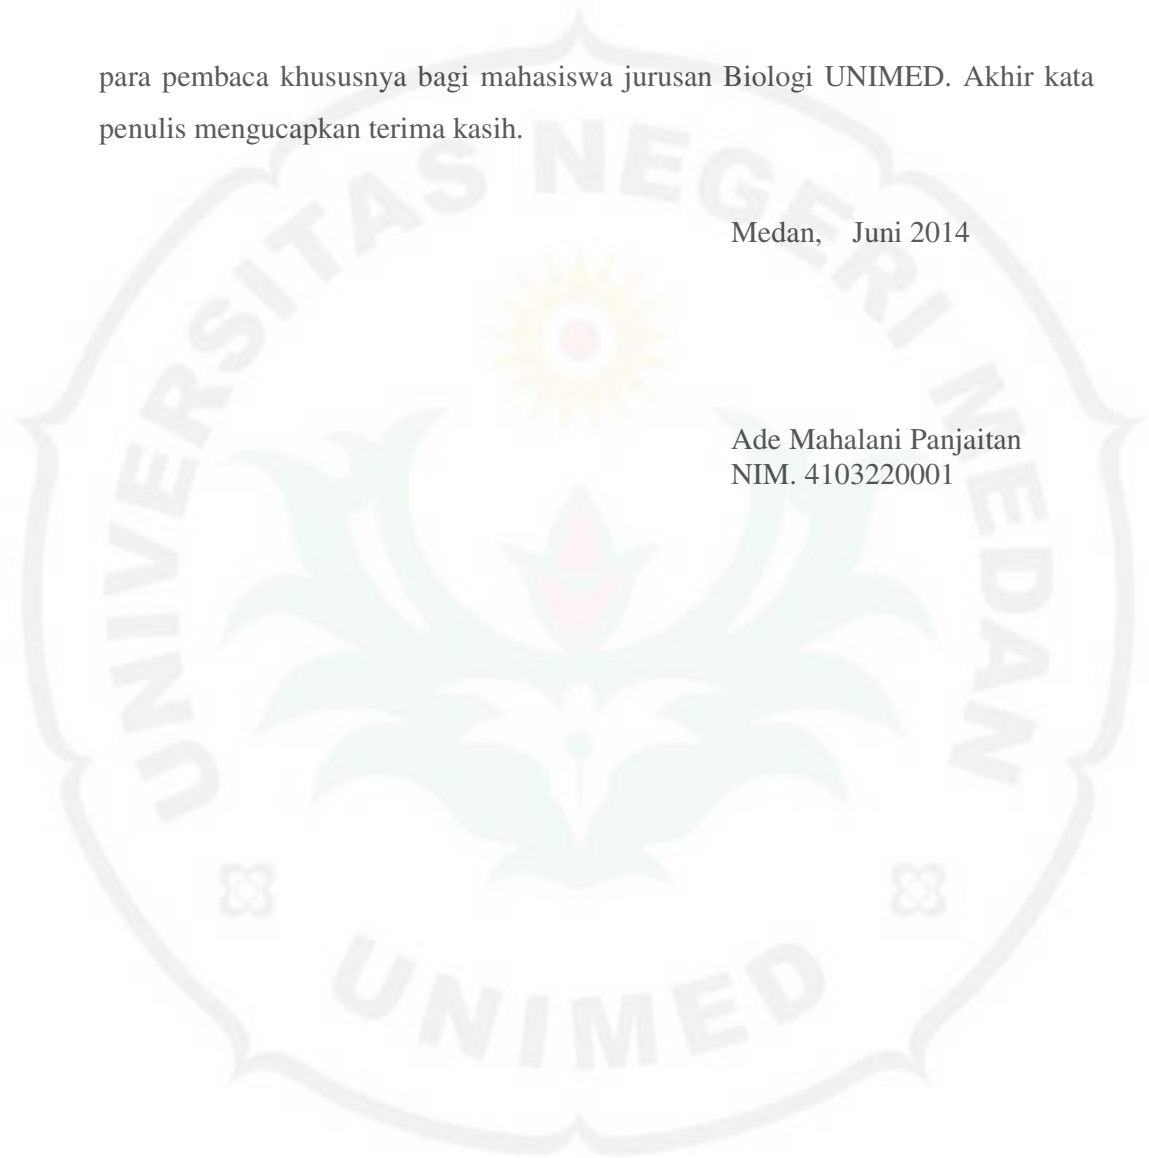 para pembaca khususnya bagi mahasiswa jurusan Biologi UNIMED. Akhir kata
penulis mengucapkan terima kasih.
Medan, Juni 2014
Ade Mahalani Panjaitan
NIM. 4103220001
UNIVERSITAS NEGERI MEDAN
UNIMED